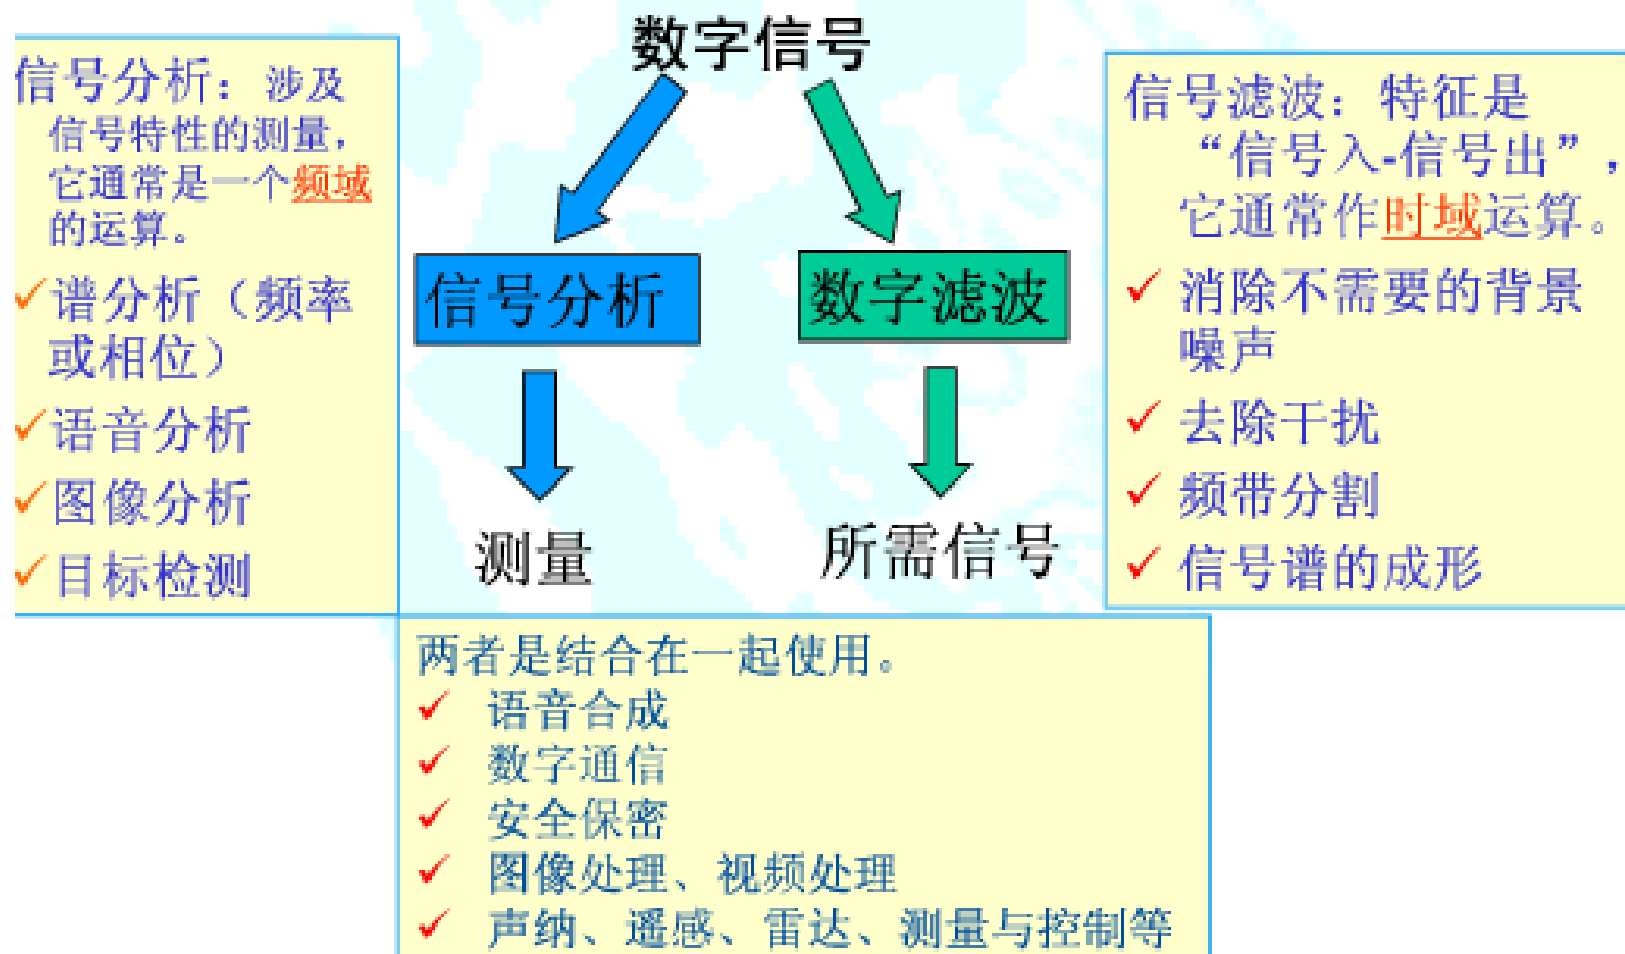 数字信号
信号分析：涉及
信号特性的测量，
它通常是一个频域
的运算。
✓谱分析（频率
或相位）
✓语音分析
✓图像分析
✓目标检测
信号分析
数字滤波
测量
所需信号
信号滤波：特征是
“信号入-信号出”，
它通常作时域运算。
✓ 消除不需要的背景
噪声
✓ 去除干扰
✓ 频带分割
✓ 信号谱的成形
两者是结合在一起使用。
✓ 语音合成
✓ 数字通信
✓ 安全保密
✓ 图像处理、视频处理
✓ 声纳、遥感、雷达、测量与控制等